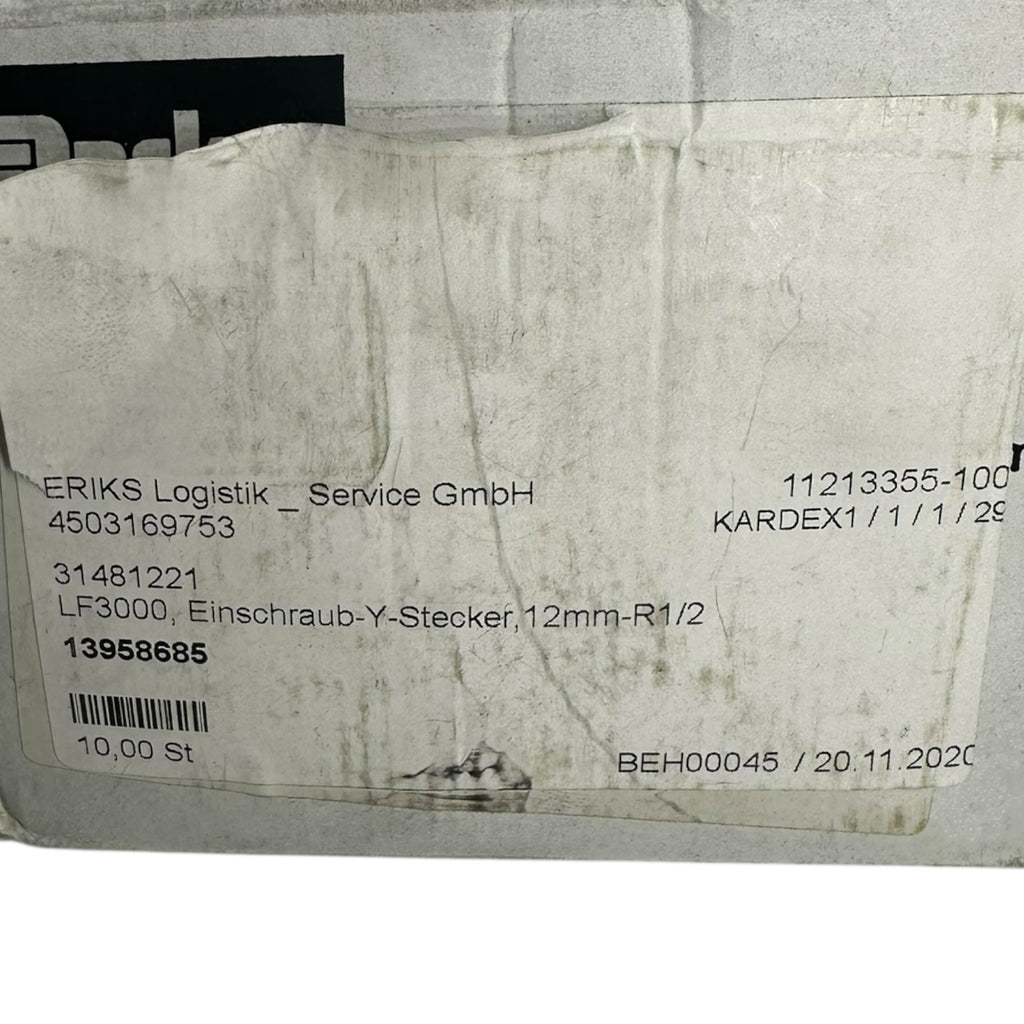 ERIKS Logistik _ Service GmbH
11213355-100
4503169753
KARDEX1 / 1 / 1 / 29
31481221
LF3000, Einschraub-Y-Stecker,12mm-R1/2
13958685
10,00 St
BEH00045 / 20.11.2020